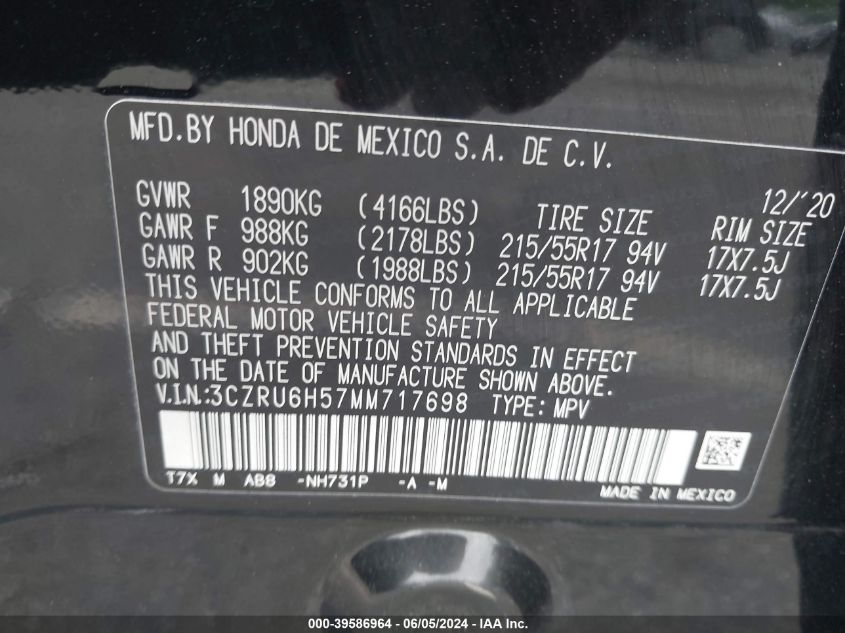 MFD.BY HONDA DE MEXICO S.A. DE C.V.
GVWR 1890KG (4166LBS) TIRE SIZE 12/'20
GAWR F 988KG (2178LBS) 215/55R17 94V RIM SIZE 17X7.5J
GAWR R 902KG (1988LBS) 215/55R17 94V 17X7.5J
THIS VEHICLE CONFORMS TO ALL APPLICABLE
FEDERAL MOTOR VEHICLE SAFETY
AND THEFT PREVENTION STANDARDS IN EFFECT
ON THE DATE OF MANUFACTURE SHOWN ABOVE.
V.I.N.:3CZRU6H57MM717698 TYPE: MPV
T7X M AB8 -NH731P -A -M
MADE IN MEXICO
000-39586964 - 06/05/2024 - IAA Inc.